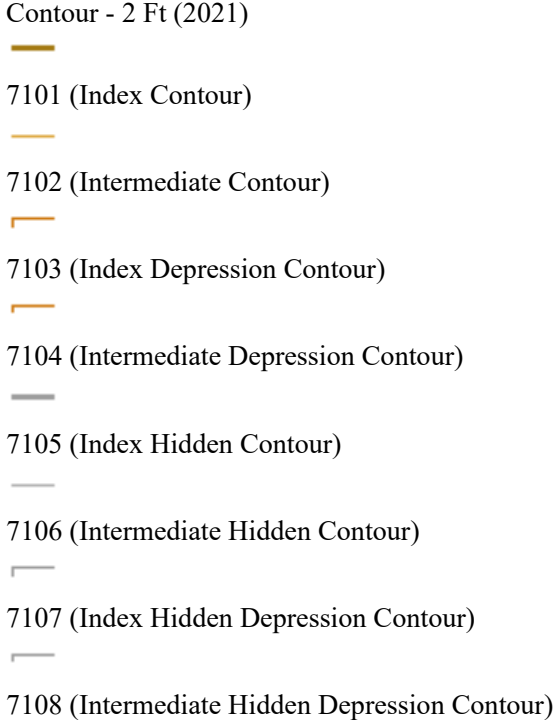 Contour - 2 Ft (2021)
7101 (Index Contour)
7102 (Intermediate Contour)
7103 (Index Depression Contour)
7104 (Intermediate Depression Contour)
7105 (Index Hidden Contour)
7106 (Intermediate Hidden Contour)
7107 (Index Hidden Depression Contour)
7108 (Intermediate Hidden Depression Contour)